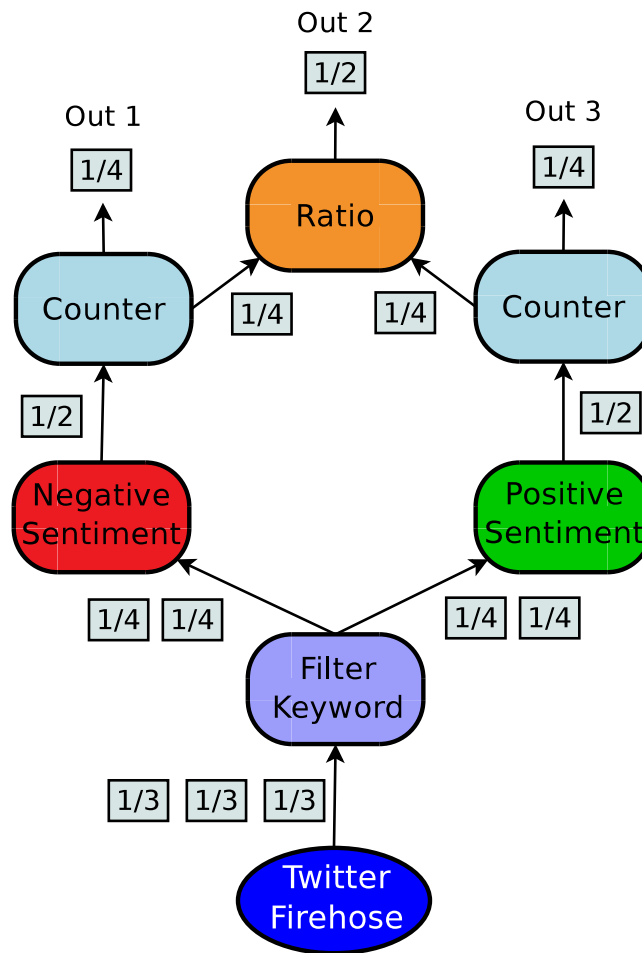 Out 2
1/2
Out 1
Out 3
1/4
1/4
Ratio
Counter
Counter
1/4
1/4
1/2
1/2
Negative
Sentiment
Positive
Sentiment
1/4 1/4
1/4 1/4
Filter
Keyword
1/3 1/3 1/3
Twitter
Firehose